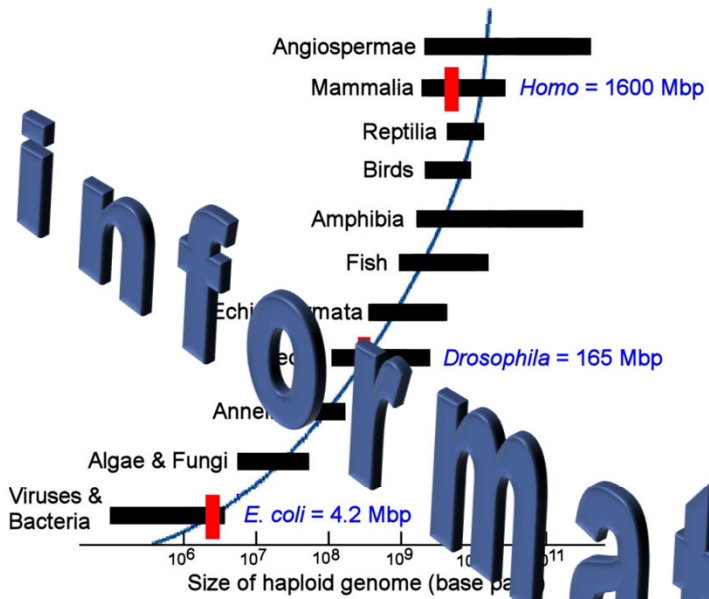 Angiospermae
Mammalia
Homo = 1600 Mbp
Reptilia
Birds
Amphibia
Fish
Drosophila = 165 Mbp
Algae & Fungi
Viruses &
Bacteria
E. coli = 4.2 Mbp
10⁶ 10⁷ 10⁸ 10⁹ 10¹¹
Size of haploid genome (base
informat